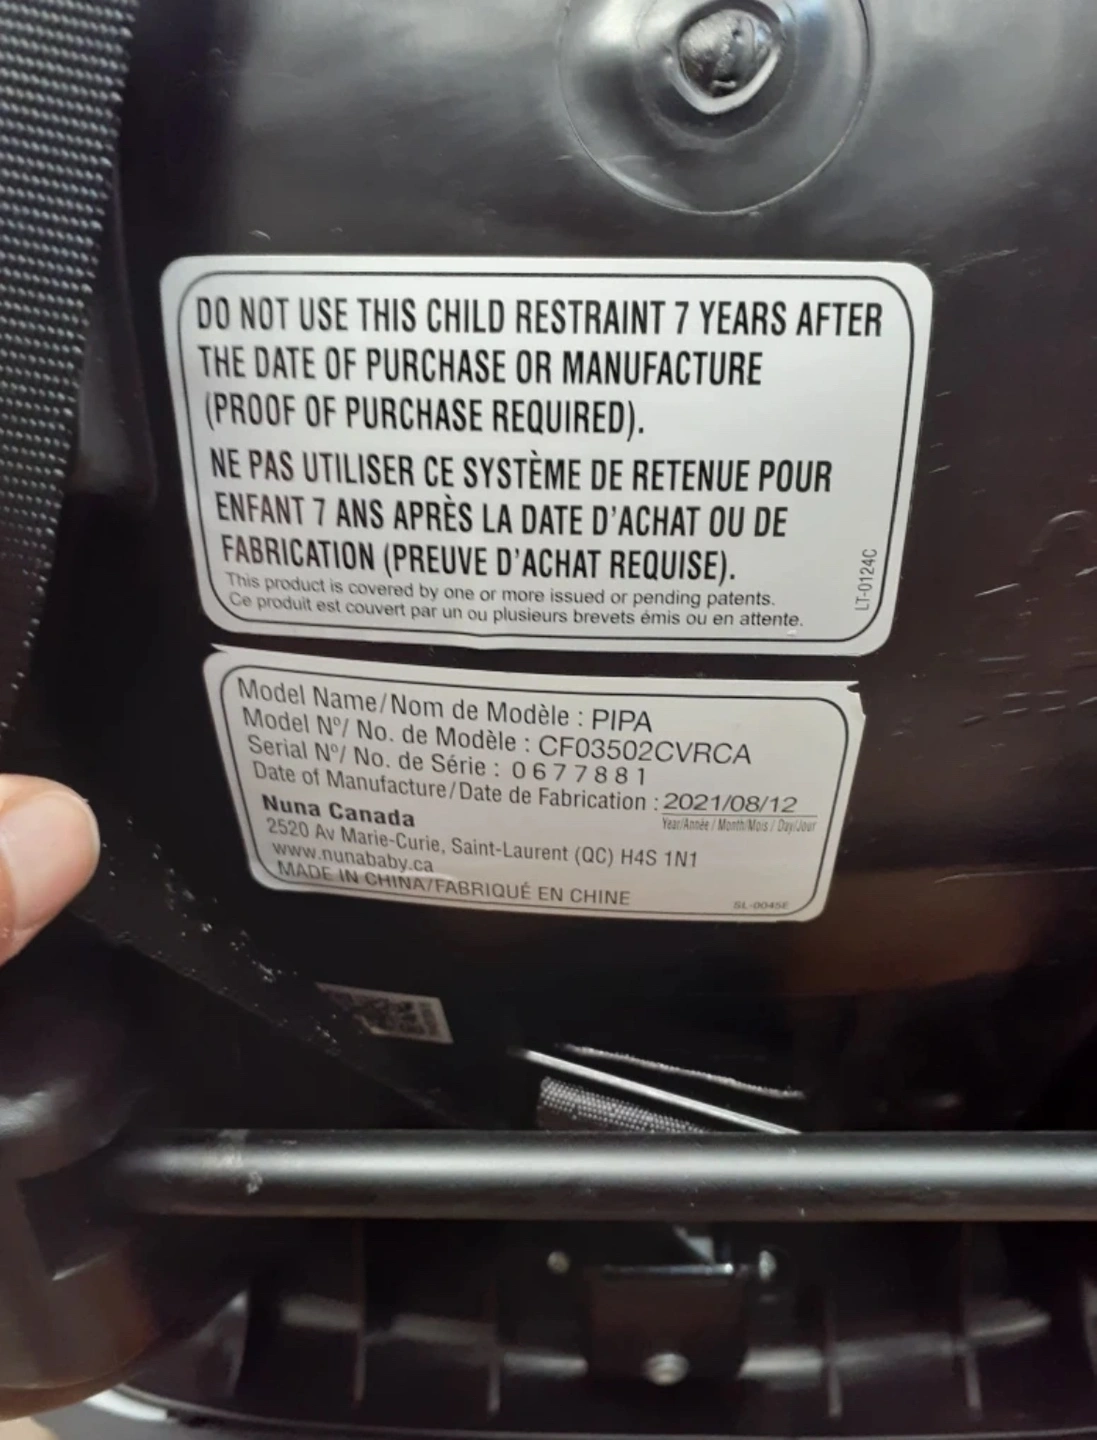 DO NOT USE THIS CHILD RESTRAINT 7 YEARS AFTER
THE DATE OF PURCHASE OR MANUFACTURE
(PROOF OF PURCHASE REQUIRED).
NE PAS UTILISER CE SYSTÈME DE RETENUE POUR
ENFANT 7 ANS APRÈS LA DATE D'ACHAT OU DE
FABRICATION (PREUVE D'ACHAT REQUISE).
This product is covered by one or more issued or pending patents.
Ce produit est couvert par un ou plusieurs brevets émis ou en attente.
LT-0124C
Model Name/Nom de Modèle : PIPA
Model Nº/ No. de Modèle : CF03502CVRCA
Serial Nº/ No. de Série : 0677881
Date of Manufacture/Date de Fabrication : 2021/08/12
Year/Année / Month/Mois / Day/Jour
Nuna Canada
2520 Av Marie-Curie, Saint-Laurent (QC) H4S 1N1
www.nunababy.ca
MADE IN CHINA/FABRIQUÉ EN CHINE
SL-0045E